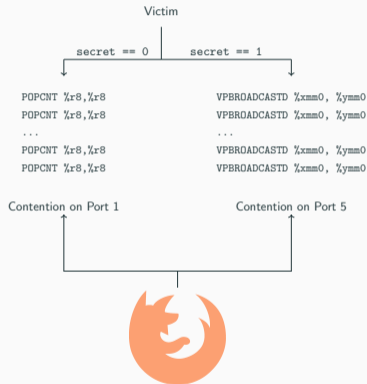 Victim
secret == 0 secret == 1
POPCNT %r8,%r8 VPBROADCASTD %xmm0, %ymm0
POPCNT %r8,%r8 VPBROADCASTD %xmm0, %ymm0
... ...
POPCNT %r8,%r8 VPBROADCASTD %xmm0, %ymm0
POPCNT %r8,%r8 VPBROADCASTD %xmm0, %ymm0
Contention on Port 1 Contention on Port 5